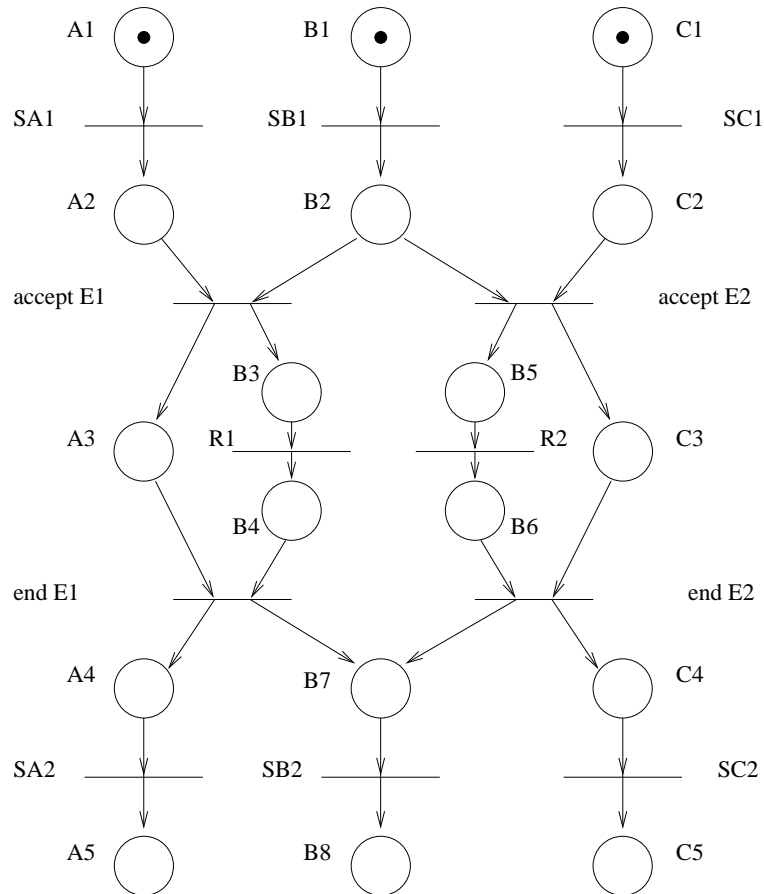 A1 B1 C1
SA1 SB1 SC1
A2 B2 C2
accept E1 accept E2
B3 B5
A3 R1 R2 C3
B4 B6
end E1 end E2
A4 B7 C4
SA2 SB2 SC2
A5 B8 C5